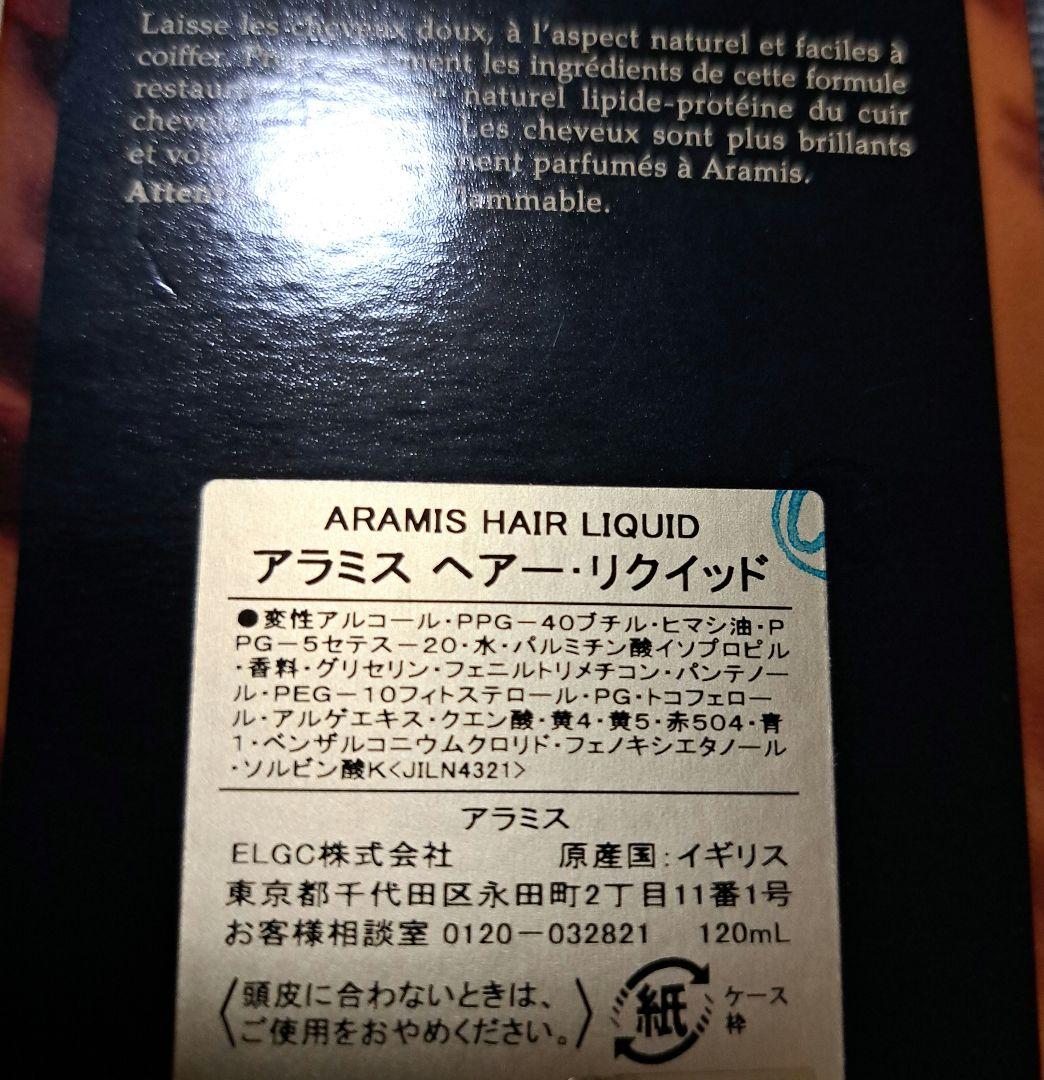 Laisse les cheveux doux, à l'aspect naturel et faciles à
coiffer. les ingrédients de cette formule
naturel lipide-protéine du cuir
Les cheveux sont plus brillants
et parfumés à Aramis.
ARAMIS HAIR LIQUID
アラミス ヘアー・リクイッド
●変性アルコール・PPG－40ブチル・ヒマシ油・P
PG－5セテス－20・水・パルミチン酸イソプロピル
・香料・グリセリン・フェニルトリメチコン・パンテノー
ル・PEG－10フィトステロール・PG・トコフェロー
ル・アルゲエキス・クエン酸・黄4・黄5・赤504・青
1・ベンザルコニウムクロリド・フェノキシエタノール
・ソルビン酸K<JILN4321>
アラミス
ELGC株式会社 原産国:イギリス
東京都千代田区永田町2丁目11番1号
お客様相談室 0120－032821 120mL
〈頭皮に合わないときは、
ご使用をおやめください。〉
紙 ケース
枠